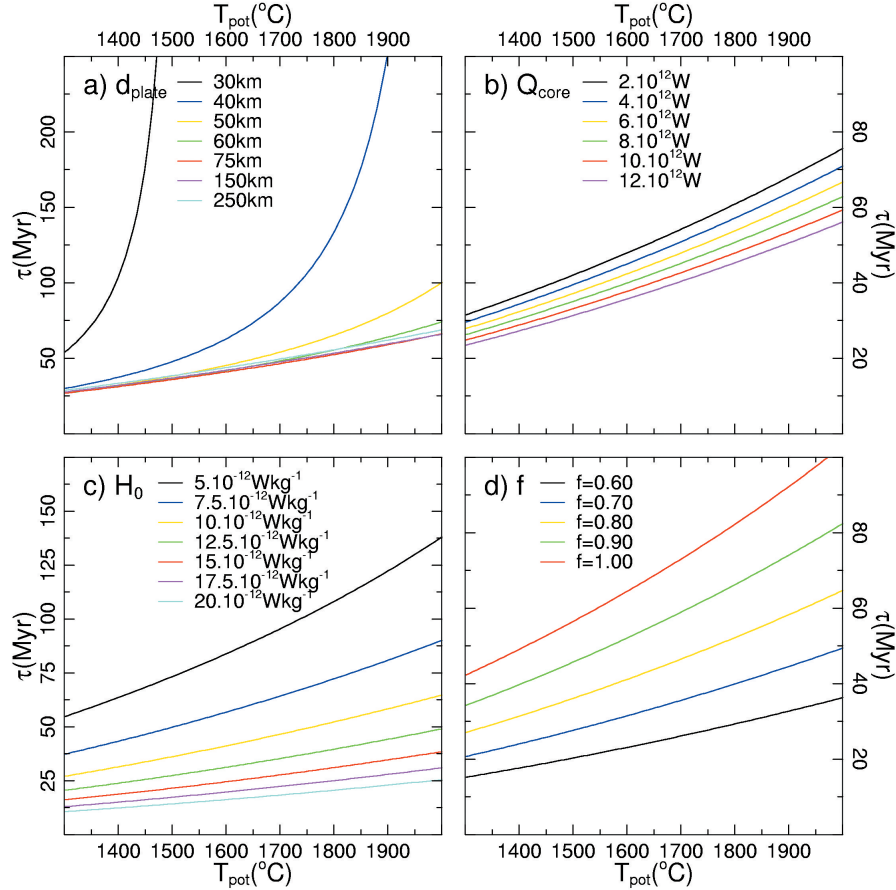 T_pot(°C)
T_pot(°C)
1400 1500 1600 1700 1800 1900
1400 1500 1600 1700 1800 1900
a) d_plate
30km
40km
50km
60km
75km
150km
250km
200
150
100
50
τ(Myr)
b) Q_core
2.10^12W
4.10^12W
6.10^12W
8.10^12W
10.10^12W
12.10^12W
80
60
40
20
τ(Myr)
c) H_0
5.10^-12Wkg^-1
7.5.10^-12Wkg^-1
10.10^-12Wkg^-1
12.5.10^-12Wkg^-1
15.10^-12Wkg^-1
17.5.10^-12Wkg^-1
20.10^-12Wkg^-1
150
125
100
75
50
25
τ(Myr)
d) f
f=0.60
f=0.70
f=0.80
f=0.90
f=1.00
80
60
40
20
τ(Myr)
1400 1500 1600 1700 1800 1900
1400 1500 1600 1700 1800 1900
T_pot(°C)
T_pot(°C)